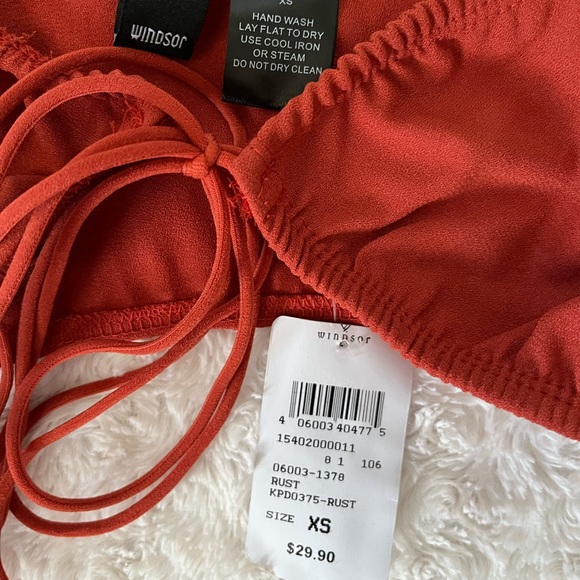 WINDSOR
XS
HAND WASH
LAY FLAT TO DRY
USE COOL IRON
OR STEAM
DO NOT DRY CLEAN
WINDSOR
4 06003 40477 5
15402000011
8 1 106
06003-1378
RUST
KPD0375-RUST
SIZE XS
$29.90